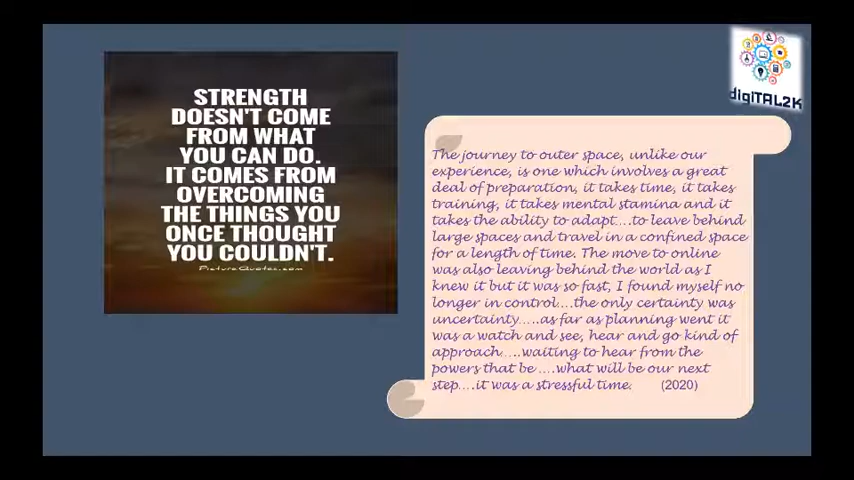 STRENGTH
DOESN'T COME
FROM WHAT
YOU CAN DO.
IT COMES FROM
OVERCOMING
THE THINGS YOU
ONCE THOUGHT
YOU COULDN'T.
PictureQuotes.com
digiTAL2K
The journey to outer space, unlike our
experience, is one which involves a great
deal of preparation, it takes time, it takes
training, it takes mental stamina and it
takes the ability to adapt....to leave behind
large spaces and travel in a confined space
for a length of time. The move to online
was also leaving behind the world as I
knew it but it was so fast, I found myself no
longer in control....the only certainty was
uncertainty.....as far as planning went it
was a watch and see, hear and go kind of
approach.....waiting to hear from the
powers that be ....what will be our next
step....it was a stressful time. (2020)